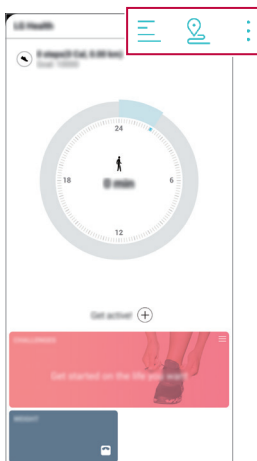 LG Health
24
18
6
0 min
12
Get active!
CHALLENGES
Get started on the life you want
WEIGHT